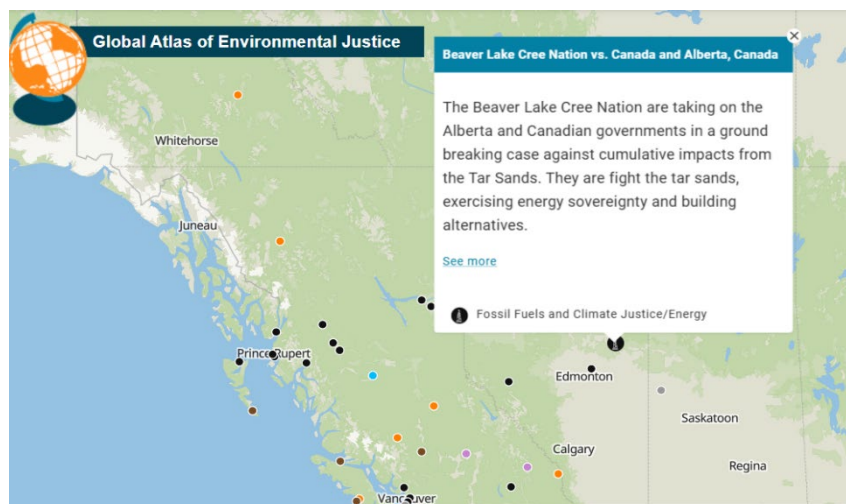 Global Atlas of Environmental Justice
Beaver Lake Cree Nation vs. Canada and Alberta, Canada
The Beaver Lake Cree Nation are taking on the
Alberta and Canadian governments in a ground
breaking case against cumulative impacts from
the Tar Sands. They are fight the tar sands,
exercising energy sovereignty and building
alternatives.
See more
Fossil Fuels and Climate Justice/Energy
Whitehorse
Juneau
Prince Rupert
Edmonton
Saskatoon
Calgary
Regina
Vancouver